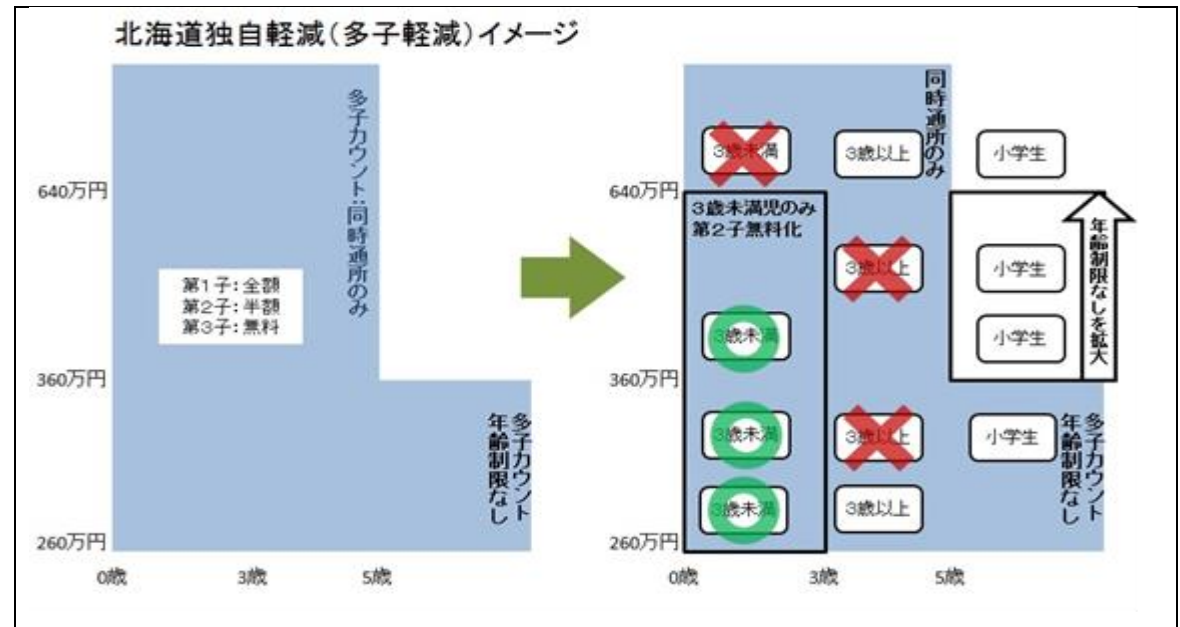 北海道独自軽減(多子軽減)イメージ
多子カウント:同時通所のみ
640万円
第1子:全額
第2子:半額
第3子:無料
360万円
多子カウント
年齢制限なし
260万円
0歳
3歳
5歳
同時通所のみ
3歳未満
3歳以上
小学生
640万円
3歳未満児のみ
第2子無料化
年齢制限なしを拡大
3歳以上
小学生
3歳未満
小学生
360万円
3歳未満
3歳以上
小学生
多子カウント
年齢制限なし
3歳未満
3歳以上
260万円
0歳
3歳
5歳